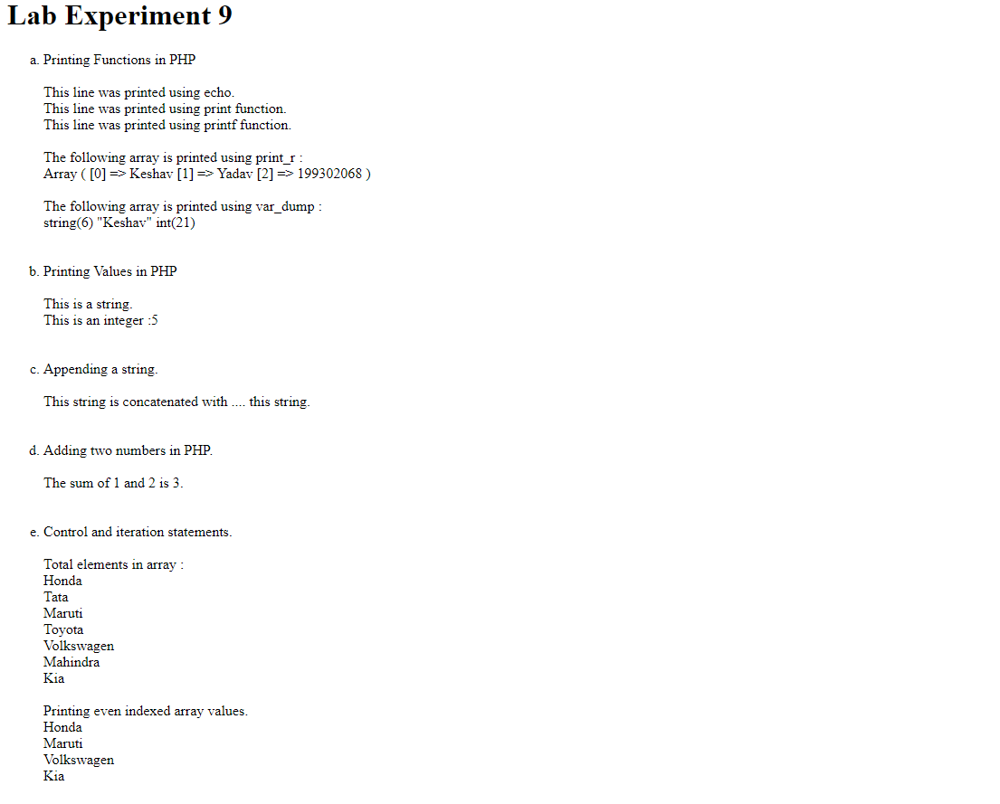 Lab Experiment 9
a. Printing Functions in PHP
This line was printed using echo.
This line was printed using print function.
This line was printed using printf function.
The following array is printed using print_r :
Array ( [0] => Keshav [1] => Yadav [2] => 199302068 )
The following array is printed using var_dump :
string(6) "Keshav" int(21)
b. Printing Values in PHP
This is a string.
This is an integer :5
c. Appending a string.
This string is concatenated with .... this string.
d. Adding two numbers in PHP.
The sum of 1 and 2 is 3.
e. Control and iteration statements.
Total elements in array :
Honda
Tata
Maruti
Toyota
Volkswagen
Mahindra
Kia
Printing even indexed array values.
Honda
Maruti
Volkswagen
Kia